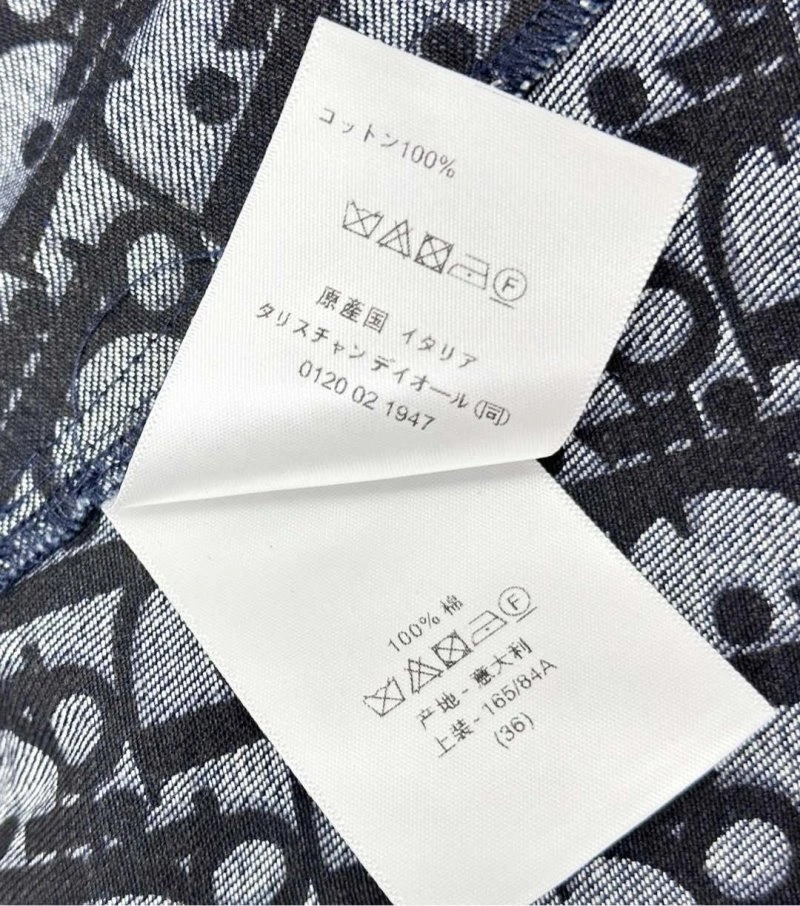 コットン100%
F
原産国 イタリア
タリスチャン デイオール (同)
0120 02 1947
100% 棉
F
产地 - 意大利
上装 - 165/84A
(36)